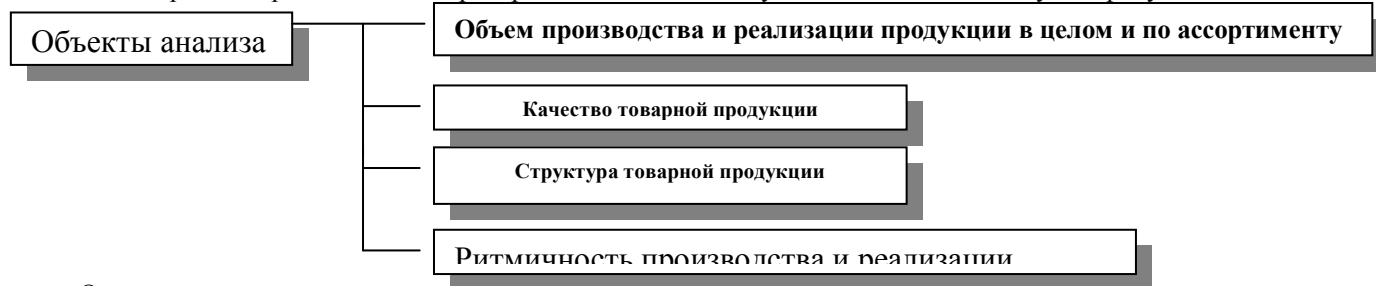 Объекты анализа
Объем производства и реализации продукции в целом и по ассортименту
Качество товарной продукции
Структура товарной продукции
Ритмичность производства и реализации